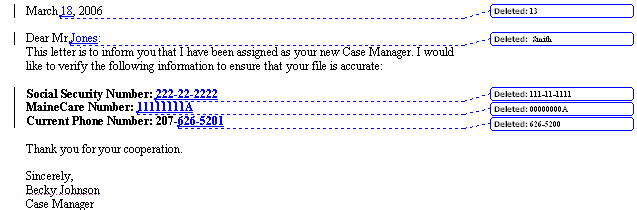 March 18, 2006
Deleted: 13
Dear Mr.Jones:
Deleted: Smith
This letter is to inform you that I have been assigned as your new Case Manager. I would
like to verify the following information to ensure that your file is accurate:
Social Security Number: 222-22-2222
Deleted: 111-11-1111
MaineCare Number: 11111111A
Deleted: 00000000A
Current Phone Number: 207-626-5201
Deleted: 626-5200
Thank you for your cooperation.
Sincerely,
Becky Johnson
Case Manager